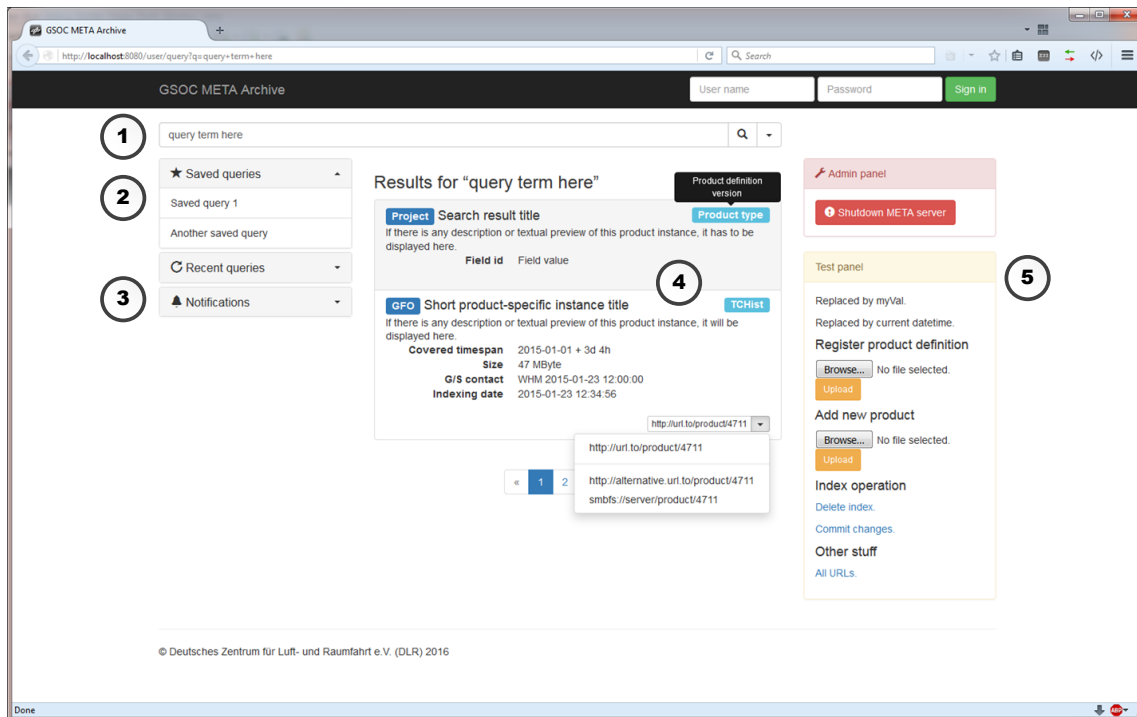 GSOC META Archive
http://localhost:8080/user/query?q=query+term+here
Search
GSOC META Archive
User name
Password
Sign in
1
query term here
2
Saved queries
Saved query 1
Another saved query
Recent queries
3
Notifications
Results for “query term here”
Product definition
version
Project Search result title
Product type
If there is any description or textual preview of this product instance, it has to be
displayed here.
Field id Field value
4
GFO Short product-specific instance title
TCHist
If there is any description or textual preview of this product instance, it will be
displayed here.
Covered timespan 2015-01-01 + 3d 4h
Size 47 MByte
G/S contact WHM 2015-01-23 12:00:00
Indexing date 2015-01-23 12:34:56
http://url.to/product/4711
http://url.to/product/4711
http://alternative.url.to/product/4711
smbfs://server/product/4711
« 1 2
Admin panel
Shutdown META server
5
Test panel
Replaced by myVal.
Replaced by current datetime.
Register product definition
Browse... No file selected.
Upload
Add new product
Browse... No file selected.
Upload
Index operation
Delete index.
Commit changes.
Other stuff
All URLs.
© Deutsches Zentrum für Luft- und Raumfahrt e.V. (DLR) 2016
Done
ABP